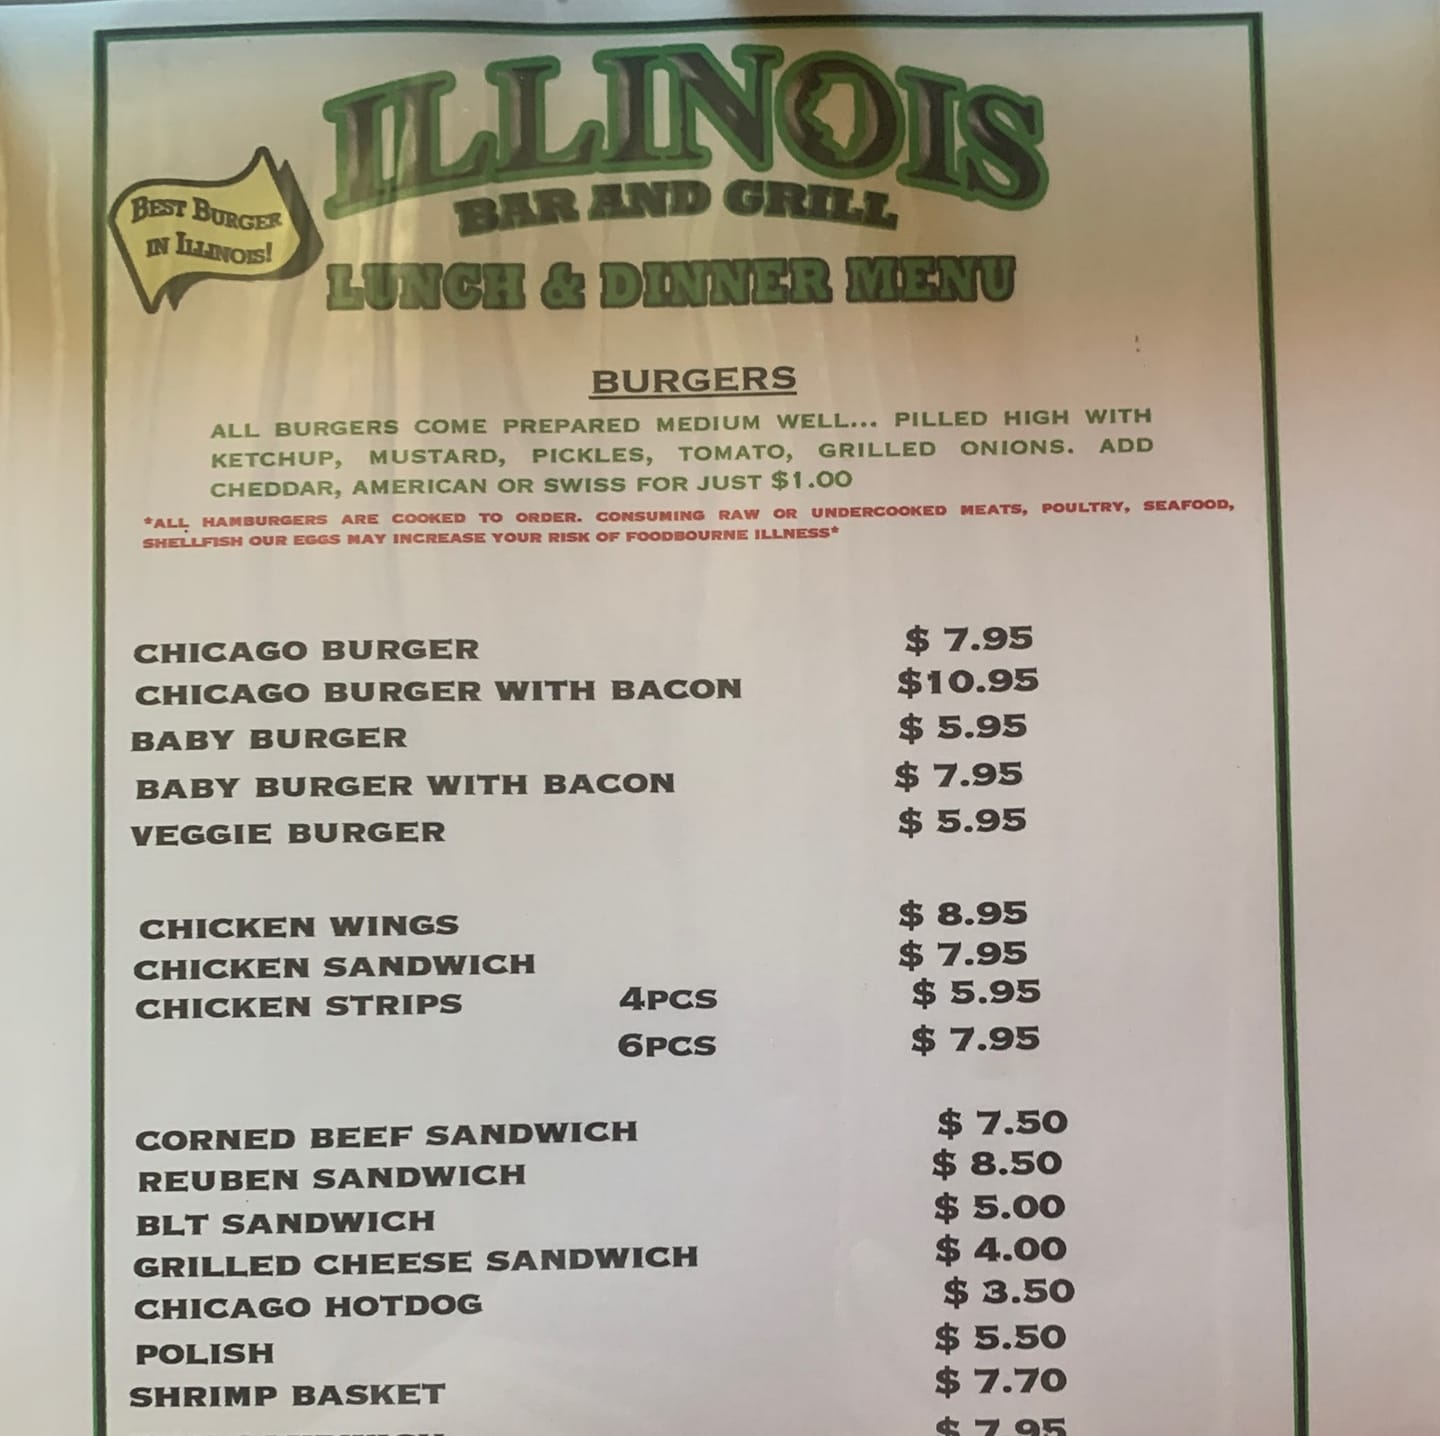 ILLINOIS
BAR AND GRILL
BEST BURGER
IN ILLINOIS!
LUNCH & DINNER MENU
BURGERS
ALL BURGERS COME PREPARED MEDIUM WELL... PILLED HIGH WITH
KETCHUP, MUSTARD, PICKLES, TOMATO, GRILLED ONIONS. ADD
CHEDDAR, AMERICAN OR SWISS FOR JUST $1.00
*ALL HAMBURGERS ARE COOKED TO ORDER. CONSUMING RAW OR UNDERCOOKED MEATS, POULTRY, SEAFOOD,
SHELLFISH OUR EGGS MAY INCREASE YOUR RISK OF FOODBOURNE ILLNESS*
CHICAGO BURGER $ 7.95
CHICAGO BURGER WITH BACON $10.95
BABY BURGER $ 5.95
BABY BURGER WITH BACON $ 7.95
VEGGIE BURGER $ 5.95
CHICKEN WINGS $ 8.95
CHICKEN SANDWICH $ 7.95
CHICKEN STRIPS 4PCS $ 5.95
6PCS $ 7.95
CORNED BEEF SANDWICH $ 7.50
REUBEN SANDWICH $ 8.50
BLT SANDWICH $ 5.00
GRILLED CHEESE SANDWICH $ 4.00
CHICAGO HOTDOG $ 3.50
POLISH $ 5.50
SHRIMP BASKET $ 7.70
SANDWICH $ 7.95